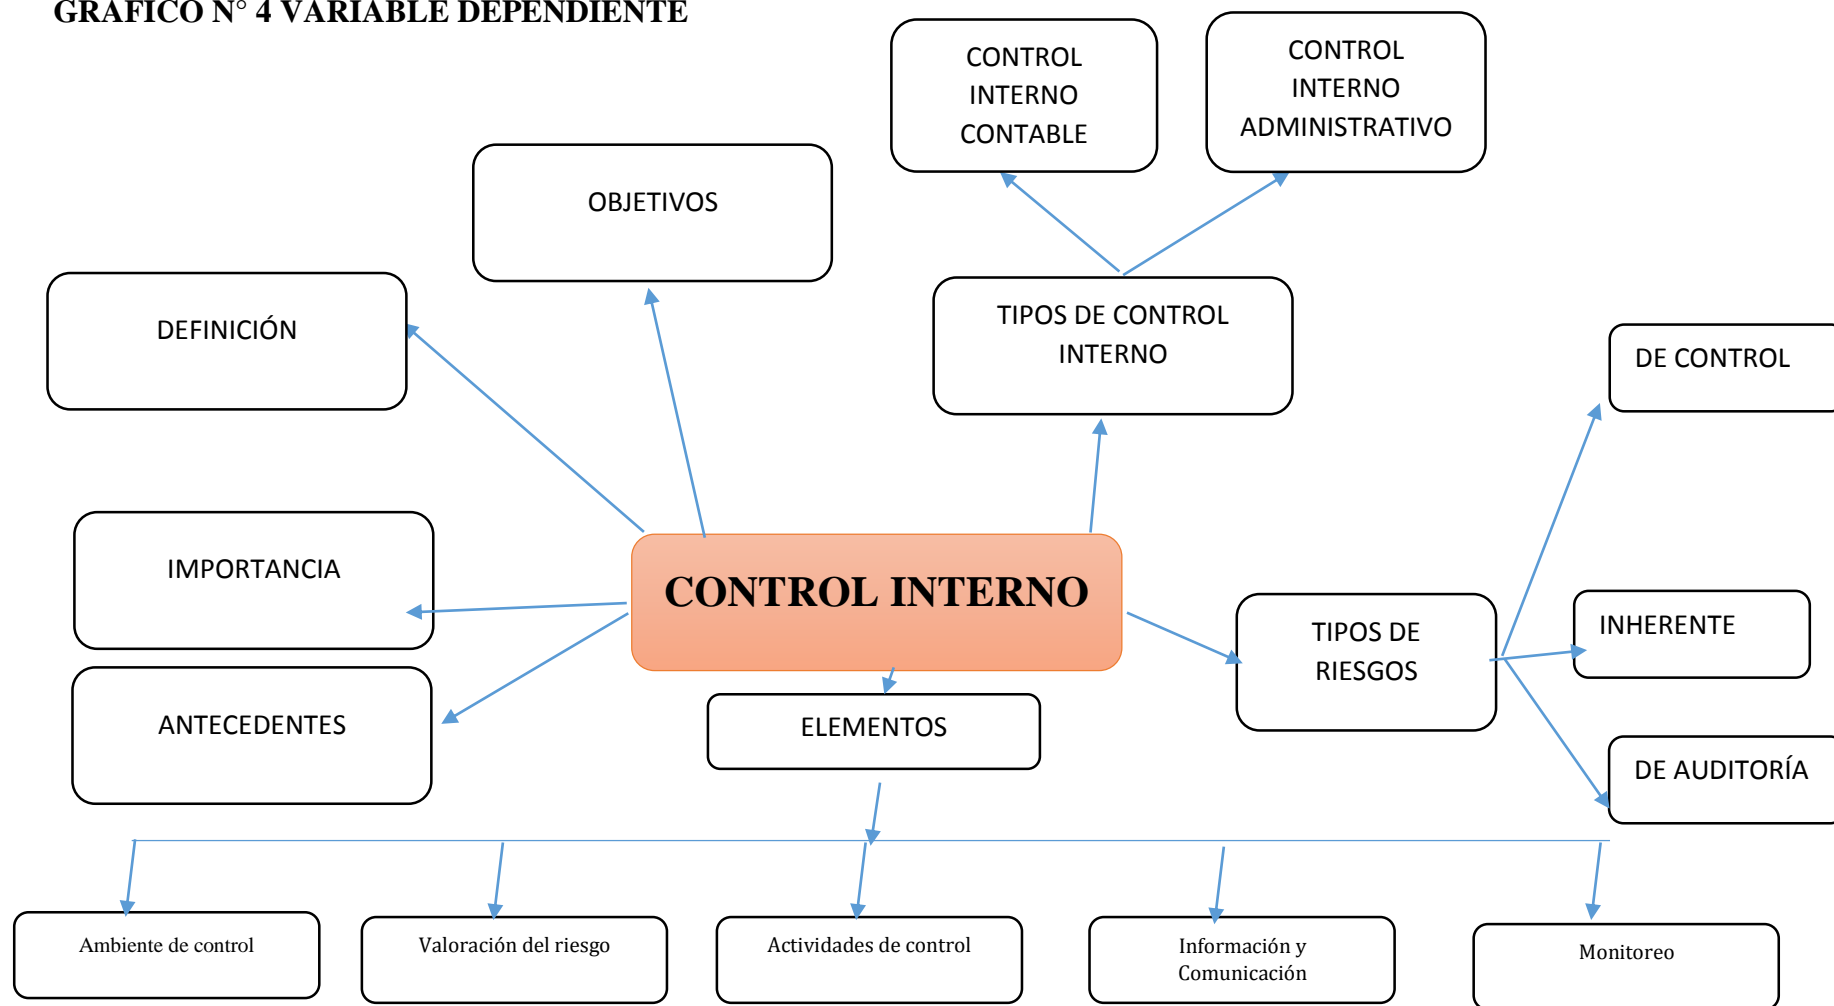 GRÁFICO N° 4 VARIABLE DEPENDIENTE
CONTROL
INTERNO
CONTABLE
CONTROL
INTERNO
ADMINISTRATIVO
OBJETIVOS
DEFINICIÓN
TIPOS DE CONTROL
INTERNO
DE CONTROL
IMPORTANCIA
CONTROL INTERNO
TIPOS DE
RIESGOS
INHERENTE
ANTECEDENTES
ELEMENTOS
DE AUDITORÍA
Ambiente de control
Valoración del riesgo
Actividades de control
Información y
Comunicación
Monitoreo